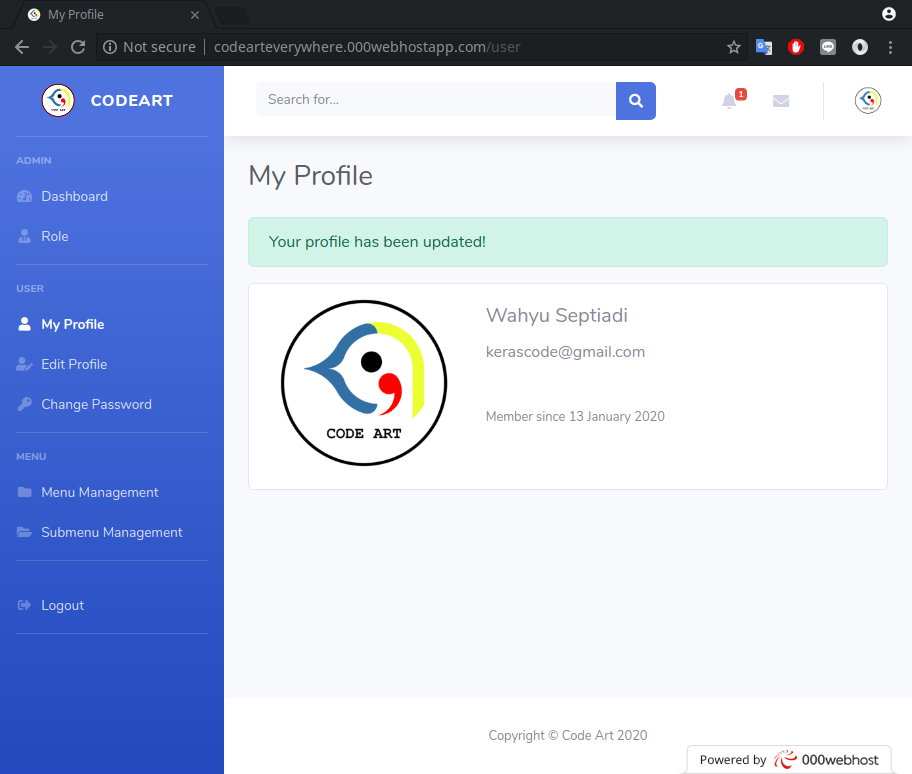 My Profile
Not secure | codearteverywhere.000webhostapp.com/user
CODE ART
CODEART
Search for...
1
ADMIN
Dashboard
Role
USER
My Profile
Edit Profile
Change Password
MENU
Menu Management
Submenu Management
Logout
My Profile
Your profile has been updated!
CODE ART
Wahyu Septiadi
kerascode@gmail.com
Member since 13 January 2020
Copyright © Code Art 2020
Powered by 000webhost